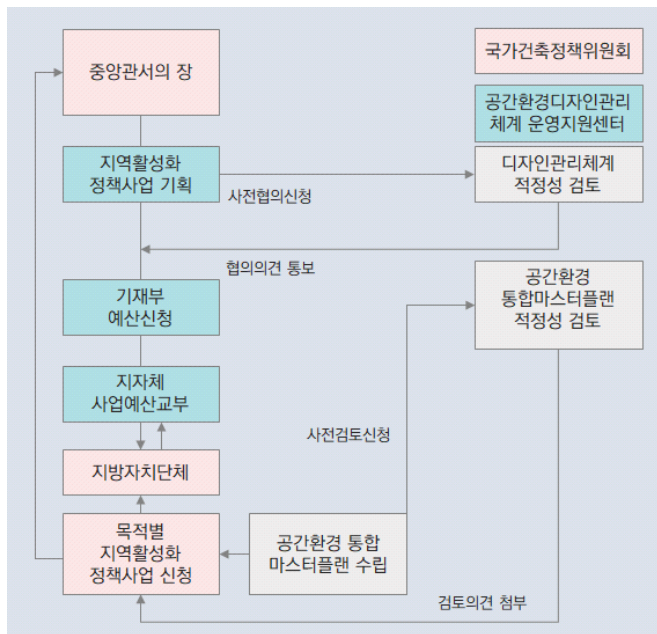 중앙관서의 장
국가건축정책위원회
공간환경디자인관리
체계 운영지원센터
지역활성화
정책사업 기획
사전협의신청
디자인관리체계
적정성 검토
협의의견 통보
기재부
예산신청
공간환경
통합마스터플랜
적정성 검토
지자체
사업예산교부
사전검토신청
지방자치단체
목적별
지역활성화
정책사업 신청
공간환경 통합
마스터플랜 수립
검토의견 첨부